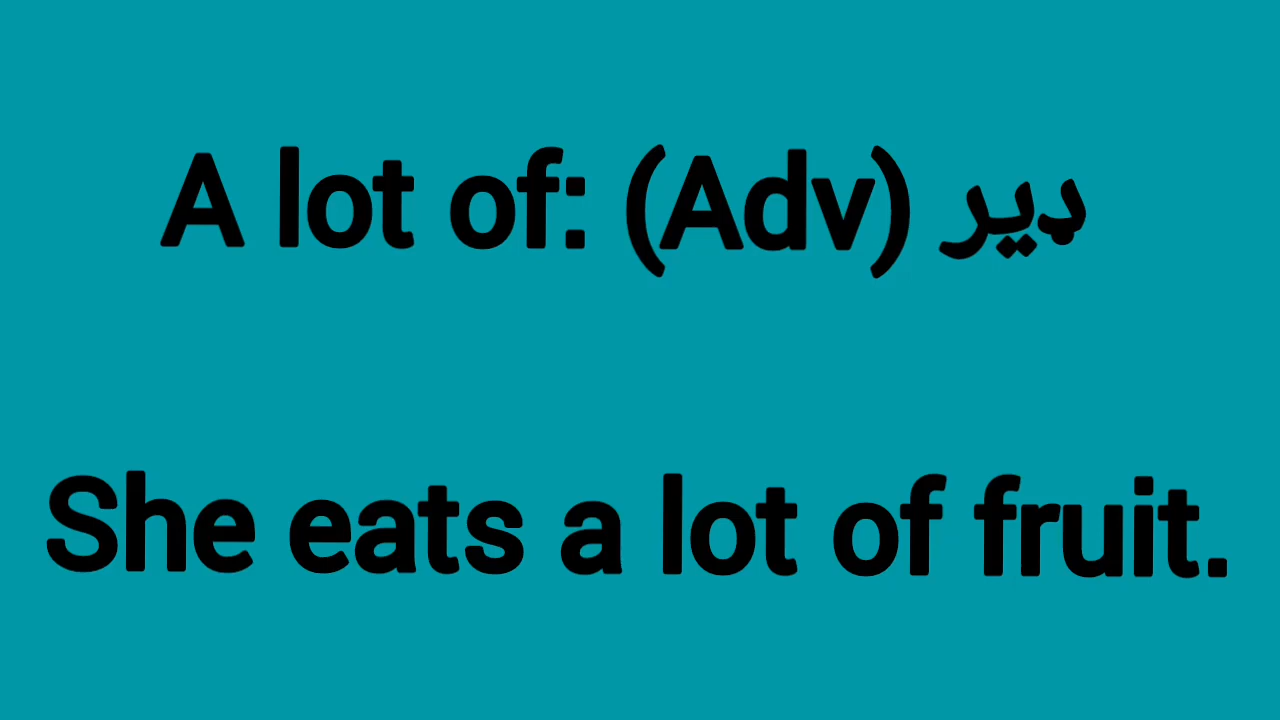 A lot of: (Adv) ډیر
She eats a lot of fruit.